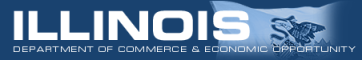 ILLINOIS
DEPARTMENT OF COMMERCE & ECONOMIC OPPORTUNITY